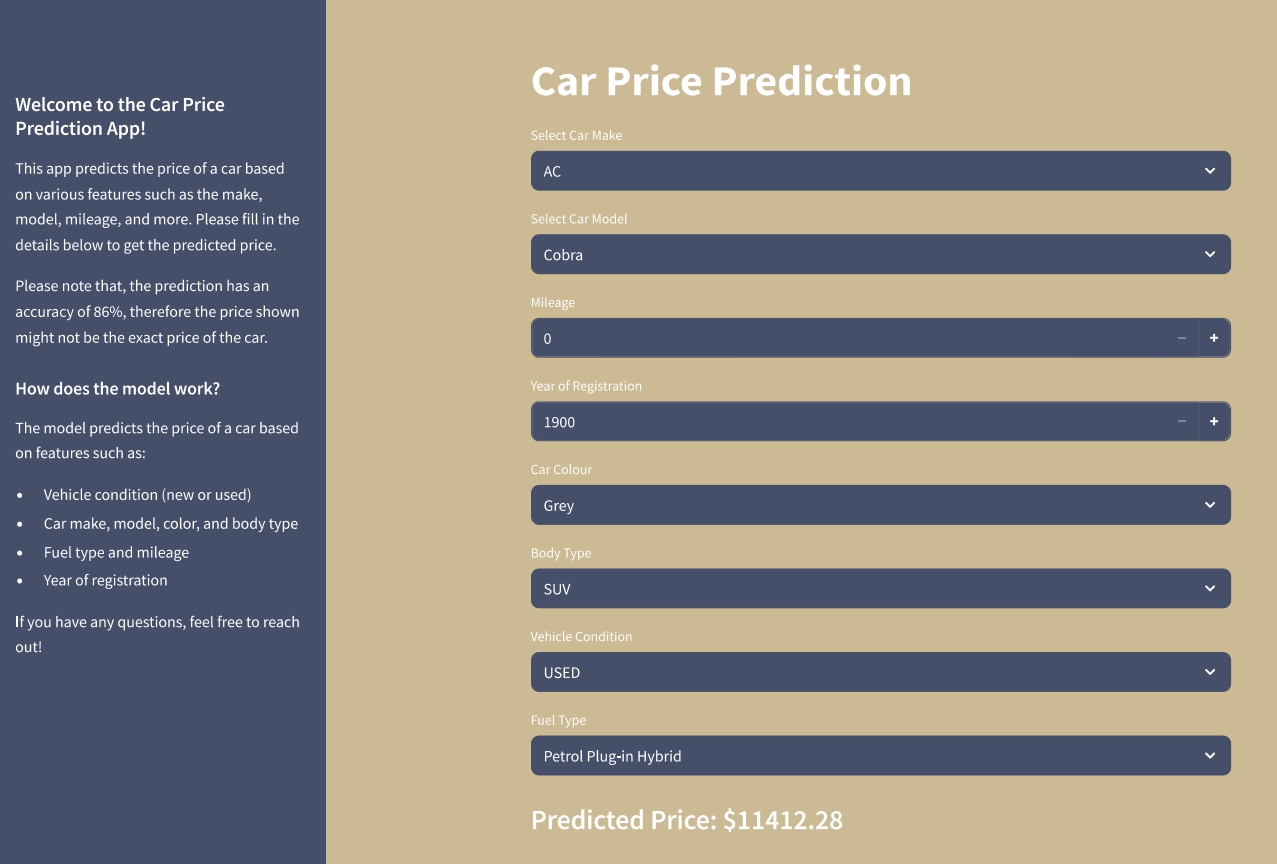 Welcome to the Car Price
Prediction App!
This app predicts the price of a car based
on various features such as the make,
model, mileage, and more. Please fill in the
details below to get the predicted price.
Please note that, the prediction has an
accuracy of 86%, therefore the price shown
might not be the exact price of the car.
How does the model work?
The model predicts the price of a car based
on features such as:
• Vehicle condition (new or used)
• Car make, model, color, and body type
• Fuel type and mileage
• Year of registration
If you have any questions, feel free to reach
out!
Car Price Prediction
Select Car Make
AC
Select Car Model
Cobra
Mileage
0
Year of Registration
1900
Car Colour
Grey
Body Type
SUV
Vehicle Condition
USED
Fuel Type
Petrol Plug-in Hybrid
Predicted Price: $11412.28